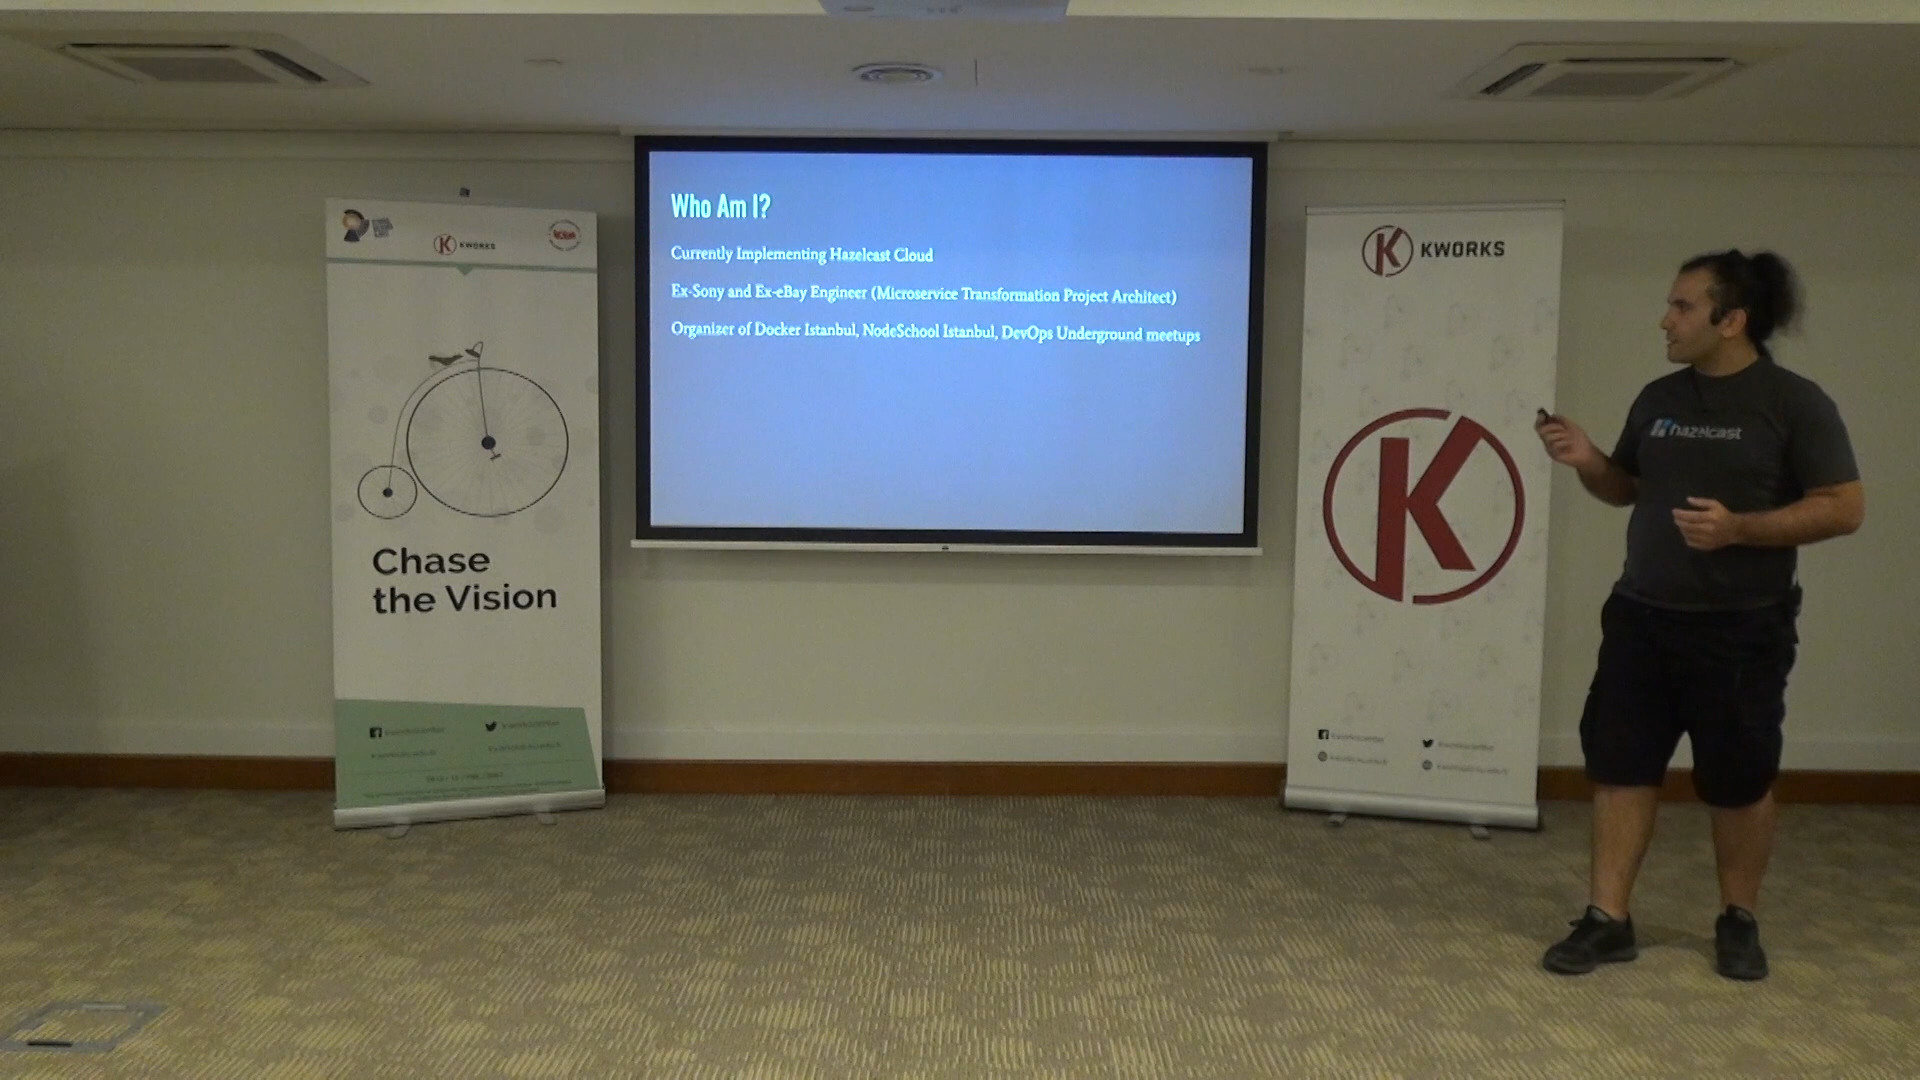 KWORKS
Chase
the Vision
Who Am I?
Currently Implementing Hazelcast Cloud
Ex-Sony and Ex-eBay Engineer (Microservice Transformation Project Architect)
Organizer of Docker Istanbul, NodeSchool Istanbul, DevOps Underground meetups
KWORKS
hazelcast